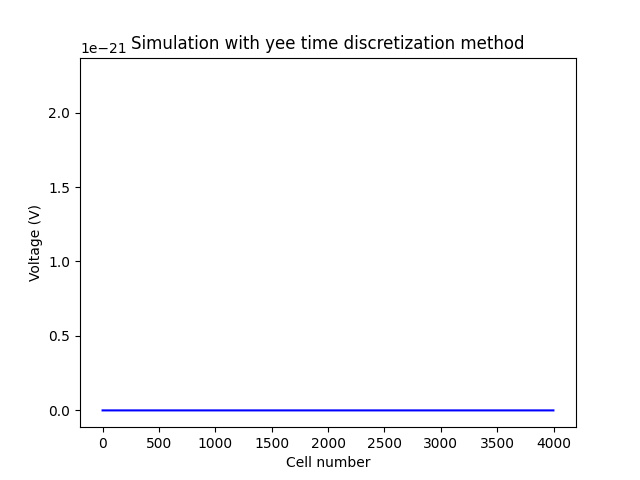 1e−21
Simulation with yee time discretization method
2.0
1.5
1.0
0.5
0.0
Voltage (V)
0 500 1000 1500 2000 2500 3000 3500 4000
Cell number